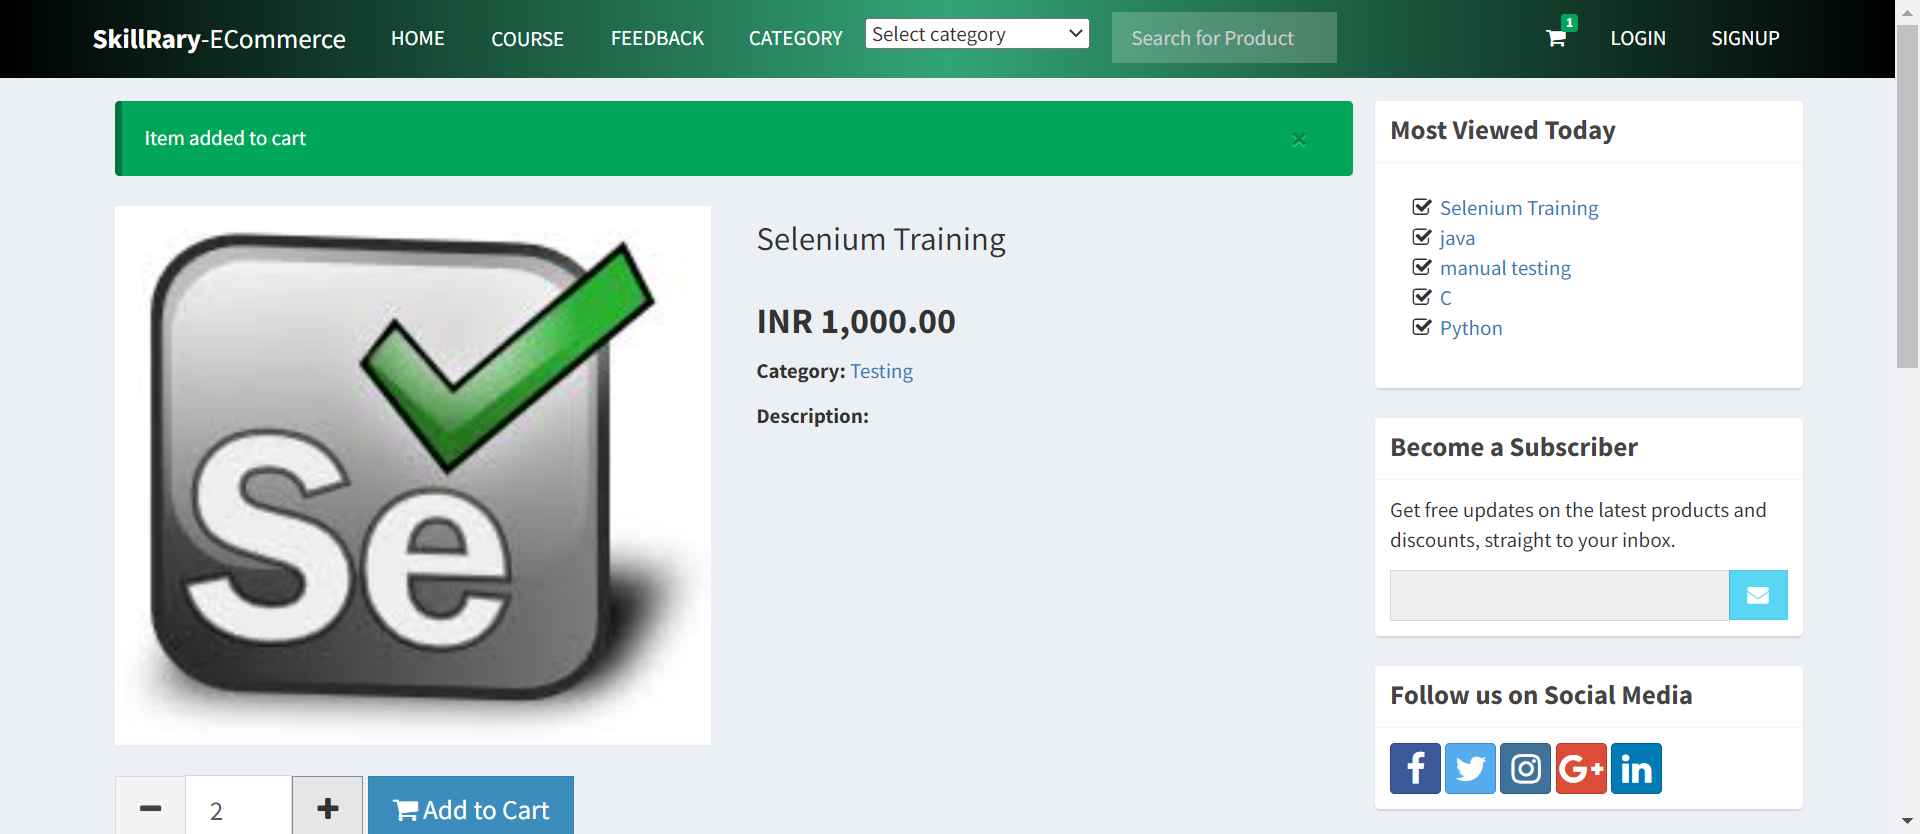 SkillRary-ECommerce HOME COURSE FEEDBACK CATEGORY Select category Search for Product 1 LOGIN SIGNUP
Item added to cart ×
Se
Selenium Training
INR 1,000.00
Category: Testing
Description:
2 Add to Cart
Most Viewed Today
Selenium Training
java
manual testing
C
Python
Become a Subscriber
Get free updates on the latest products and
discounts, straight to your inbox.
Follow us on Social Media
f G+ in